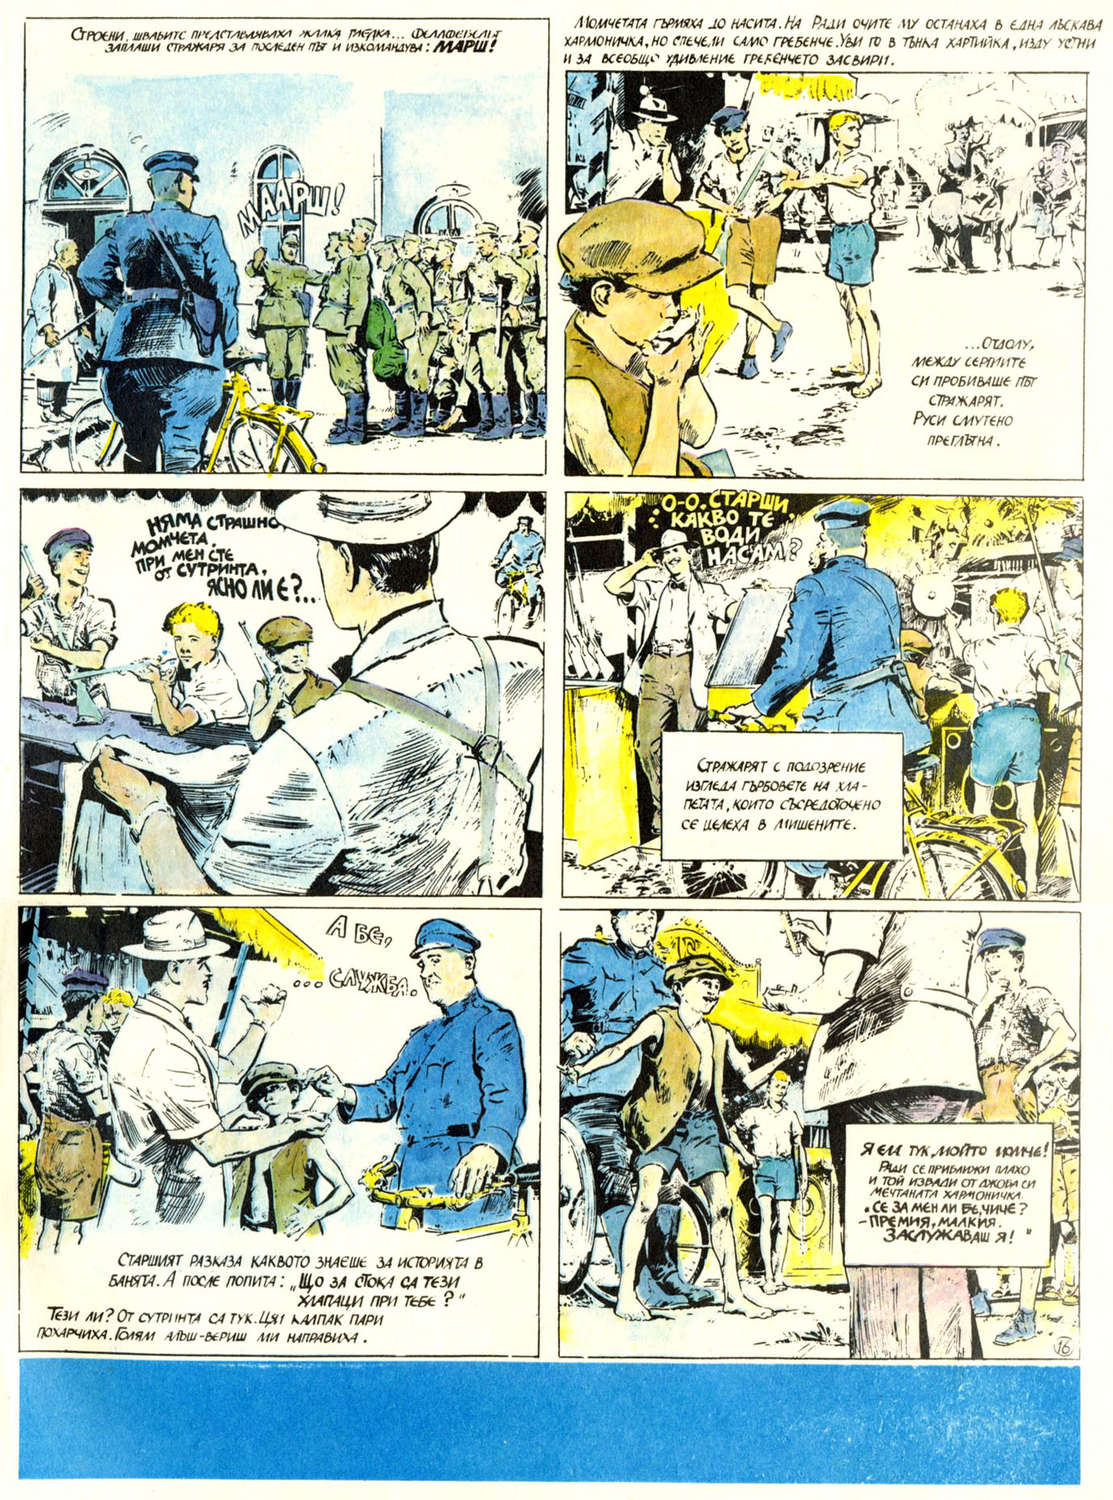 СТРОЕНИ, ШВАБИТЕ ПРЕДСТАВЛЯВАХА ЖАЛКА ГЛЕДКА... ФЕЛДФЕБЕЛЪТ
ЗАПЛАШИ СТРАЖАРЯ ЗА ПОСЛЕДЕН ПЪТ И ИЗКОМАНДУВА: МАРШ!
МААРШ!
МОМЧЕТАТА ГЪРМЯХА ДО НАСИТА. НА РАДИ ОЧИТЕ МУ ОСТАНАХА В ЕДНА ЛЪСКАВА
ХАРМОНИЧКА, НО СПЕЧЕЛИ САМО ГРЕБЕНЧЕ. УВИ ГО В ТЪНКА ХАРТИЙКА, ИЗДУ УСТНИ
И ЗА ВСЕОБЩО УДИВЛЕНИЕ ГРЕБЕНЧЕТО ЗАСВИРИ.
...ОТДОЛУ,
МЕЖДУ СЕРГИИТЕ
СИ ПРОБИВАШЕ ПЪТ
СТРАЖАРЯТ.
РУСИ СМУТЕНО
ПРЕГЛЪТНА.
НЯМА СТРАШНО,
МОМЧЕТА.
ПРИ МЕН СТЕ
ОТ СУТРИНТА.
ЯСНО ЛИ Е?...
О-О. СТАРШИ,
КАКВО ТЕ
ВОДИ
НАСАМ?
СТРАЖАРЯТ С ПОДОЗРЕНИЕ
ИЗГЛЕДА ГЪРБОВЕТЕ НА ХЛА-
ПЕТАТА, КОИТО СЪСРЕДОТОЧЕНО
СЕ ЦЕЛЕХА В МИШЕНИТЕ.
А БЕ,
...СЛУЖБА.
СТАРШИЯТ РАЗКАЗА КАКВОТО ЗНАЕШЕ ЗА ИСТОРИЯТА В
БАНЯТА. А ПОСЛЕ ПОПИТА: „ЩО ЗА СТОКА СА ТЕЗИ
ХЛАПАЦИ ПРИ ТЕБЕ?“
ТЕЗИ ЛИ? ОТ СУТРИНТА СА ТУК. ЦЯЛ КАЛПАК ПАРИ
ПОХАРЧИХА. ГОЛЯМ АЛЪШ-ВЕРИШ МИ НАПРАВИХА.
Я ЕЛИ ТУК, МОЙТО МОМЧЕ!
РАДИ СЕ ПРИБЛИЖИ ПЛАХО
И ТОЙ ИЗВАДИ ОТ ДЖОБА СИ
МЕЧТАНАТА ХАРМОНИЧКА.
„СЕ ЗА МЕН ЛИ БЕ, ЧИЧЕ?
- ПРЕМИЯ, МАЛКИЯ.
ЗАСЛУЖАВАШ Я!"
16